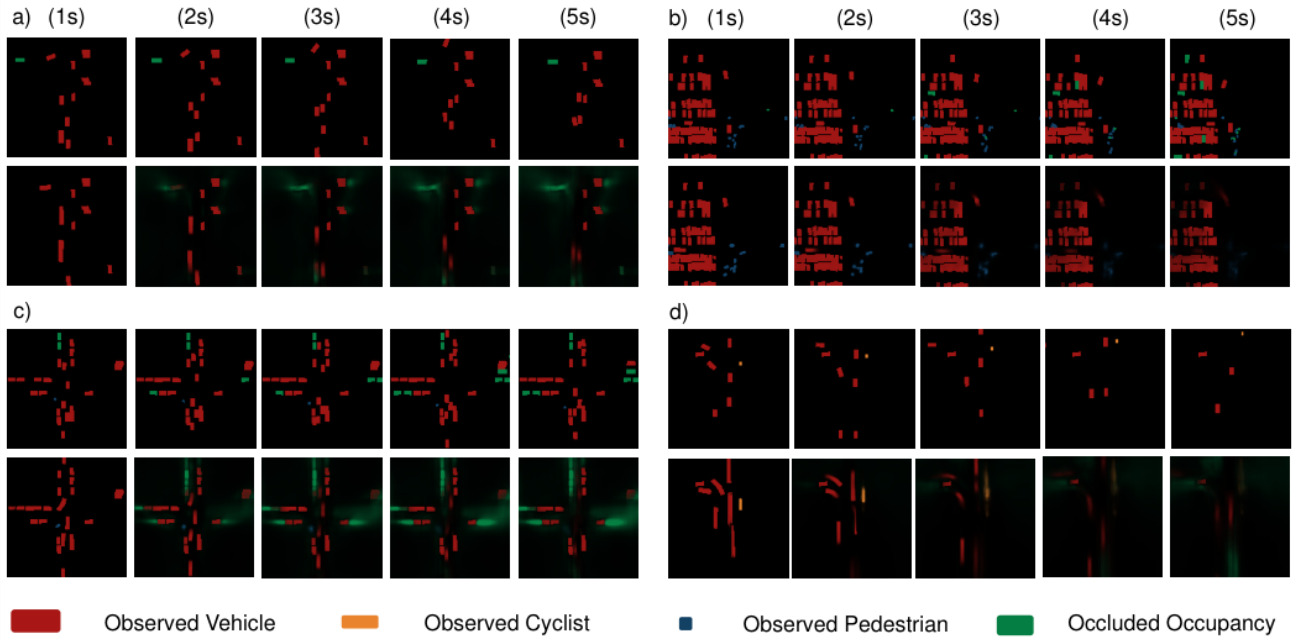 a) (1s) (2s) (3s) (4s) (5s)
b) (1s) (2s) (3s) (4s) (5s)
c)
d)
Observed Vehicle
Observed Cyclist
Observed Pedestrian
Occluded Occupancy